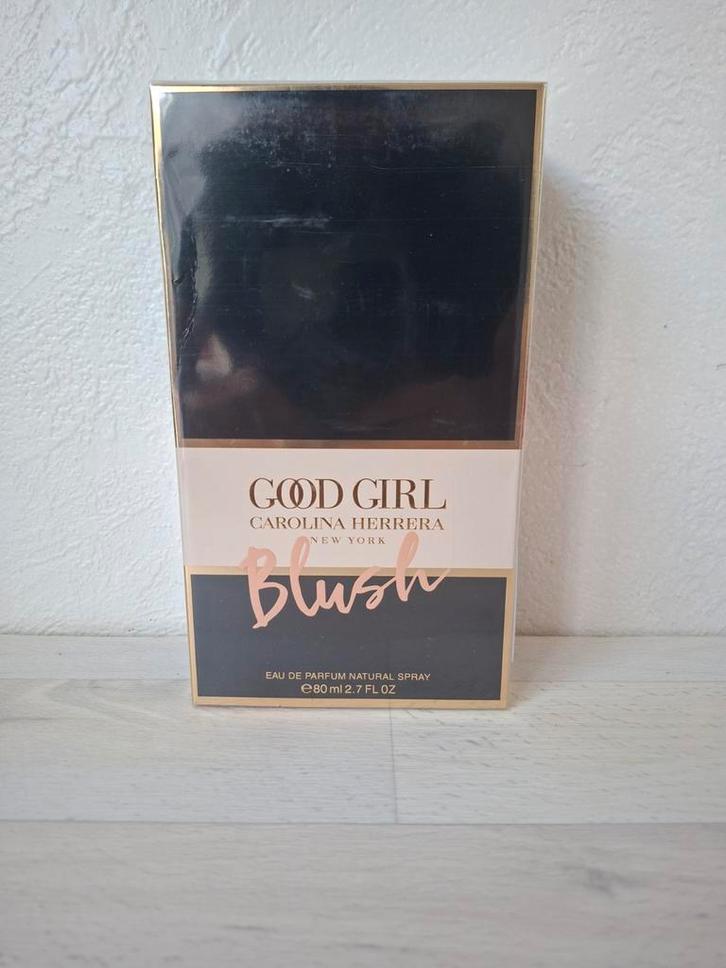 GOOD GIRL
CAROLINA HERRERA
NEW YORK
Blush
EAU DE PARFUM NATURAL SPRAY
℮80 ml 2.7 FL OZ